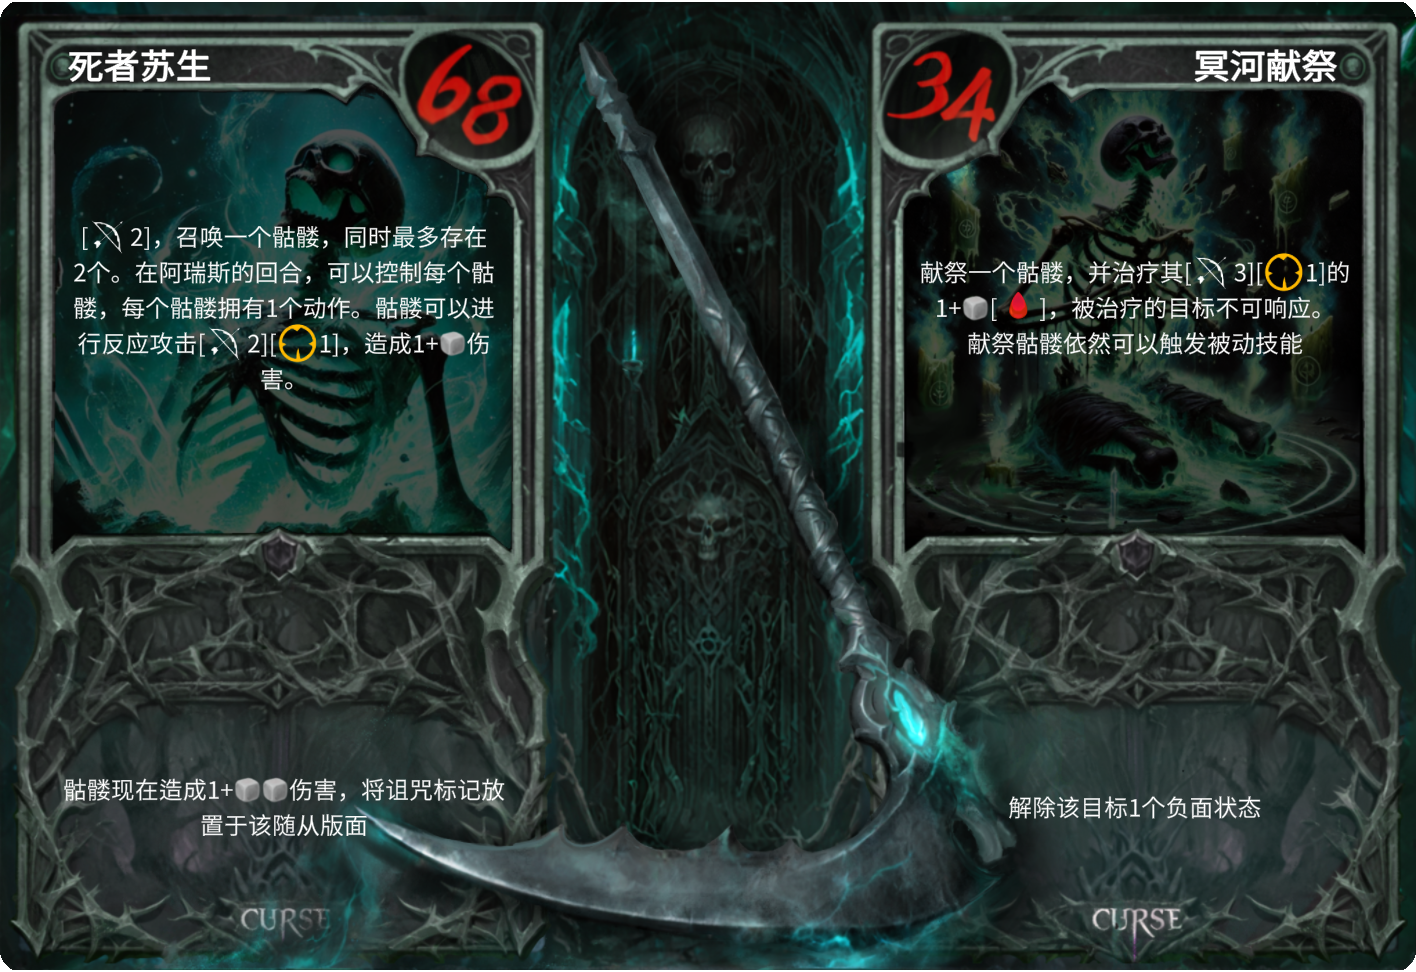 死者苏生
68
[ 2]，召唤一个骷髅，同时最多存在
2个。在阿瑞斯的回合，可以控制每个骷
髅，每个骷髅拥有1个动作。骷髅可以进
行反应攻击[ 2][ 1]，造成1+伤
害。
骷髅现在造成1+伤害，将诅咒标记放
置于该随从版面
CURSE
34
冥河献祭
献祭一个骷髅，并治疗其[ 3][ 1]的
1+[ ]，被治疗的目标不可响应。
献祭骷髅依然可以触发被动技能
解除该目标1个负面状态
CURSE